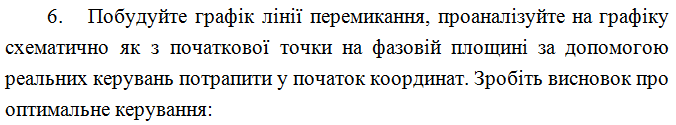 6. Побудуйте графік лінії перемикання, проаналізуйте на графіку
схематично як з початкової точки на фазовій площині за допомогою
реальних керувань потрапити у початок координат. Зробіть висновок про
оптимальне керування: